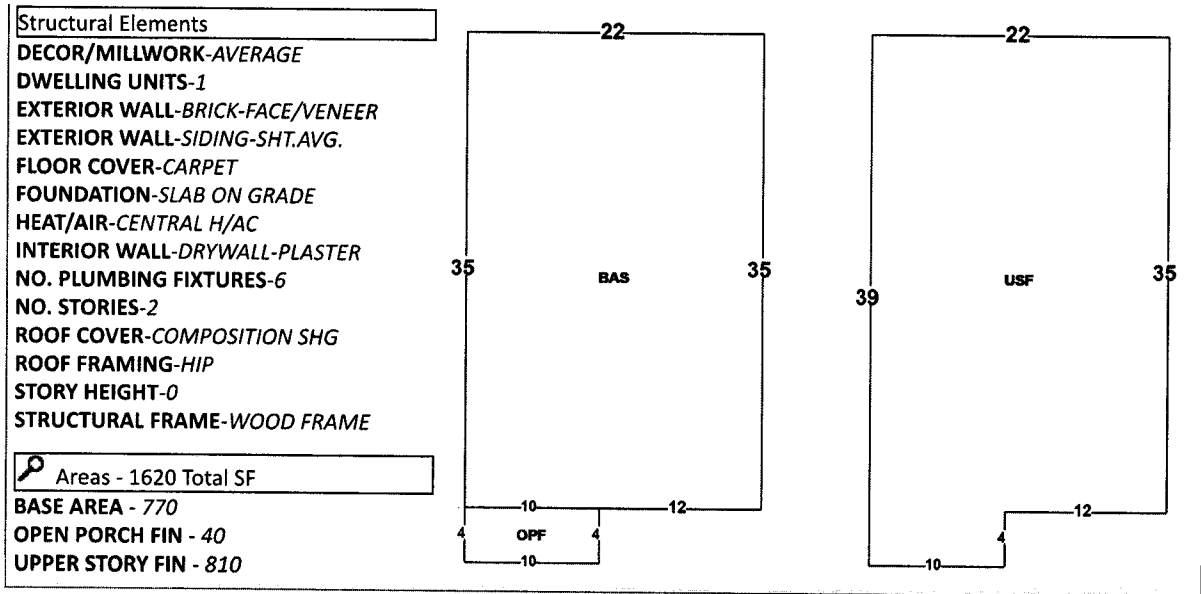 Structural Elements
DECOR/MILLWORK-AVERAGE
DWELLING UNITS-1
EXTERIOR WALL-BRICK-FACE/VENEER
EXTERIOR WALL-SIDING-SHT.AVG.
FLOOR COVER-CARPET
FOUNDATION-SLAB ON GRADE
HEAT/AIR-CENTRAL H/AC
INTERIOR WALL-DRYWALL-PLASTER
NO. PLUMBING FIXTURES-6
NO. STORIES-2
ROOF COVER-COMPOSITION SHG
ROOF FRAMING-HIP
STORY HEIGHT-0
STRUCTURAL FRAME-WOOD FRAME
Areas - 1620 Total SF
BASE AREA - 770
OPEN PORCH FIN - 40
UPPER STORY FIN - 810
22
35 BAS 35
10 12
4 OPF 4
10
22
39 USF 35
12
4
10